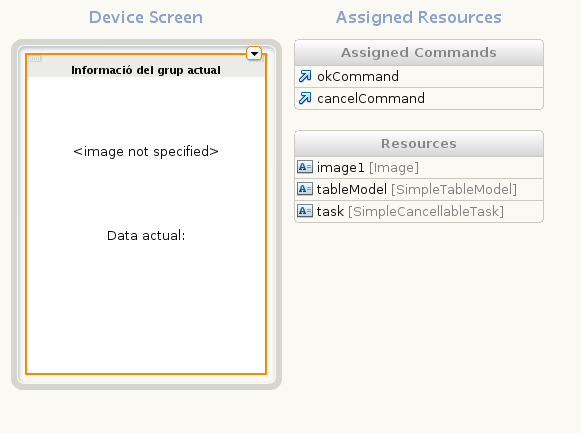 Device Screen
Informació del grup actual
<image not specified>
Data actual:
Assigned Resources
Assigned Commands
okCommand
cancelCommand
Resources
image1 [Image]
tableModel [SimpleTableModel]
task [SimpleCancellableTask]